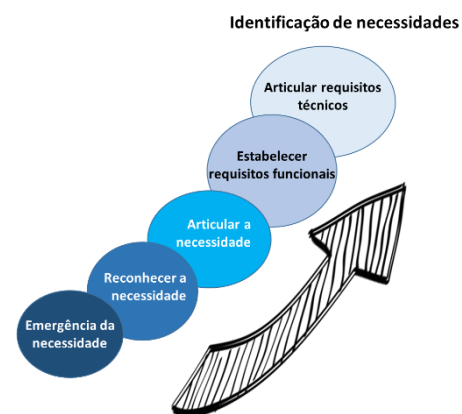 Identificação de necessidades
Articular requisitos
técnicos
Estabelecer
requisitos funcionais
Articular a
necessidade
Reconhecer a
necessidade
Emergência da
necessidade